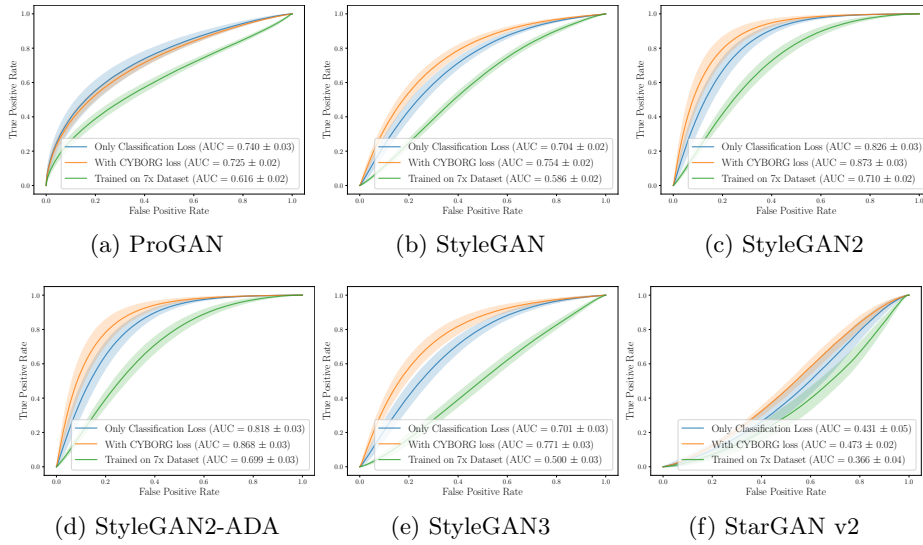 1.0
0.8
0.6
0.4
0.2
0.0
True Positive Rate
Only Classification Loss (AUC = 0.740 ± 0.03)
With CYBORG loss (AUC = 0.725 ± 0.02)
Trained on 7x Dataset (AUC = 0.616 ± 0.02)
0.0 0.2 0.4 0.6 0.8 1.0
False Positive Rate
(a) ProGAN
1.0
0.8
0.6
0.4
0.2
0.0
True Positive Rate
Only Classification Loss (AUC = 0.704 ± 0.02)
With CYBORG loss (AUC = 0.754 ± 0.02)
Trained on 7x Dataset (AUC = 0.586 ± 0.02)
0.0 0.2 0.4 0.6 0.8 1.0
False Positive Rate
(b) StyleGAN
1.0
0.8
0.6
0.4
0.2
0.0
True Positive Rate
Only Classification Loss (AUC = 0.826 ± 0.03)
With CYBORG loss (AUC = 0.873 ± 0.03)
Trained on 7x Dataset (AUC = 0.710 ± 0.02)
0.0 0.2 0.4 0.6 0.8 1.0
False Positive Rate
(c) StyleGAN2
1.0
0.8
0.6
0.4
0.2
0.0
True Positive Rate
Only Classification Loss (AUC = 0.818 ± 0.03)
With CYBORG loss (AUC = 0.868 ± 0.03)
Trained on 7x Dataset (AUC = 0.699 ± 0.03)
0.0 0.2 0.4 0.6 0.8 1.0
False Positive Rate
(d) StyleGAN2-ADA
1.0
0.8
0.6
0.4
0.2
0.0
True Positive Rate
Only Classification Loss (AUC = 0.701 ± 0.03)
With CYBORG loss (AUC = 0.771 ± 0.03)
Trained on 7x Dataset (AUC = 0.500 ± 0.03)
0.0 0.2 0.4 0.6 0.8 1.0
False Positive Rate
(e) StyleGAN3
1.0
0.8
0.6
0.4
0.2
0.0
True Positive Rate
Only Classification Loss (AUC = 0.431 ± 0.05)
With CYBORG loss (AUC = 0.473 ± 0.02)
Trained on 7x Dataset (AUC = 0.366 ± 0.04)
0.0 0.2 0.4 0.6 0.8 1.0
False Positive Rate
(f) StarGAN v2